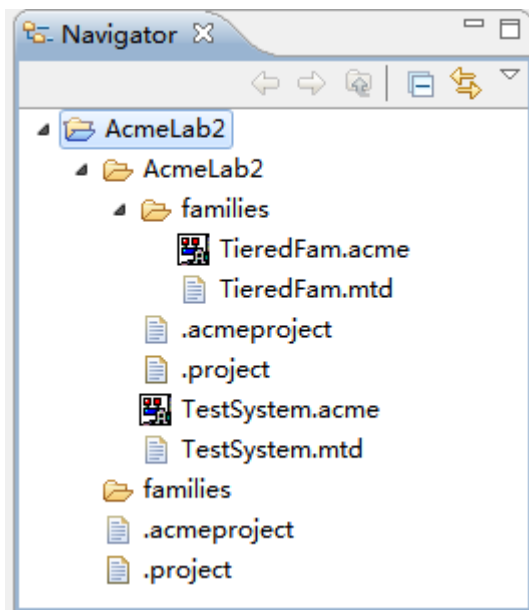 Navigator
AcmeLab2
AcmeLab2
families
TieredFam.acme
TieredFam.mtd
.acmeproject
.project
TestSystem.acme
TestSystem.mtd
families
.acmeproject
.project